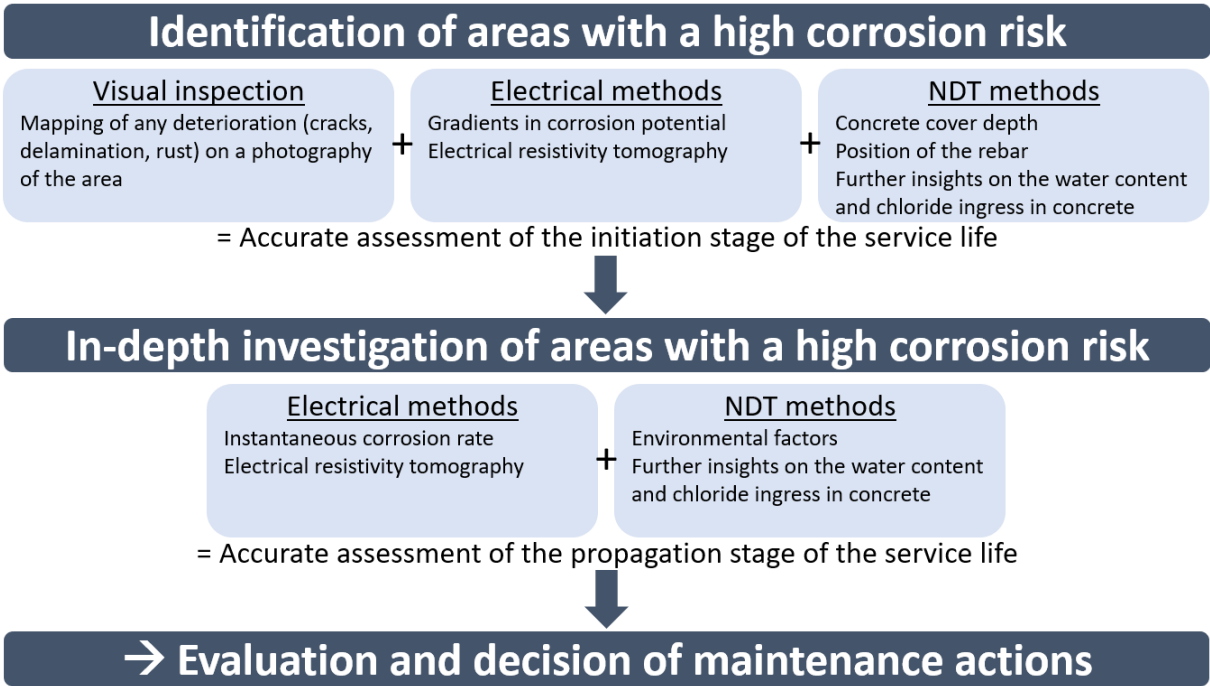 Identification of areas with a high corrosion risk
Visual inspection
Mapping of any deterioration (cracks,
delamination, rust) on a photography
of the area
+
Electrical methods
Gradients in corrosion potential
Electrical resistivity tomography
+
NDT methods
Concrete cover depth
Position of the rebar
Further insights on the water content
and chloride ingress in concrete
= Accurate assessment of the initiation stage of the service life
In-depth investigation of areas with a high corrosion risk
Electrical methods
Instantaneous corrosion rate
Electrical resistivity tomography
+
NDT methods
Environmental factors
Further insights on the water content
and chloride ingress in concrete
= Accurate assessment of the propagation stage of the service life
→ Evaluation and decision of maintenance actions